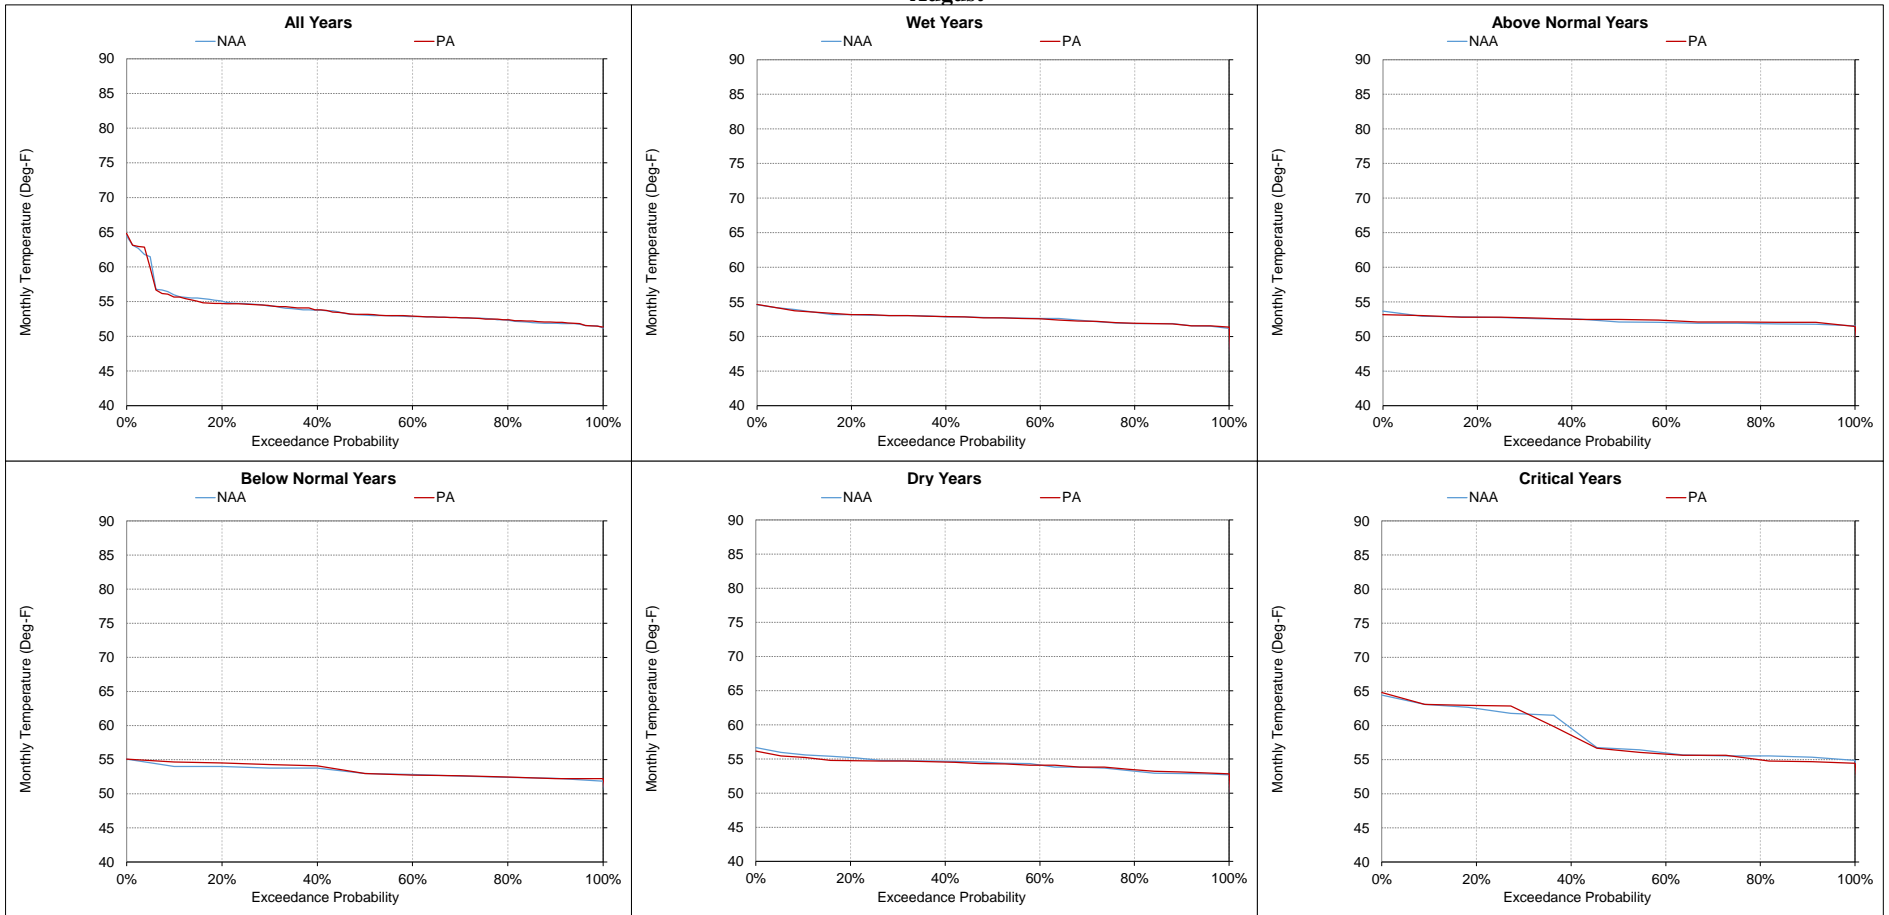 August
All Years
NAA PA
90
85
80
75
70
65
60
55
50
45
40
0% 20% 40% 60% 80% 100%
Exceedance Probability
Monthly Temperature (Deg-F)
Wet Years
NAA PA
90
85
80
75
70
65
60
55
50
45
40
0% 20% 40% 60% 80% 100%
Exceedance Probability
Monthly Temperature (Deg-F)
Above Normal Years
NAA PA
90
85
80
75
70
65
60
55
50
45
40
0% 20% 40% 60% 80% 100%
Exceedance Probability
Monthly Temperature (Deg-F)
Below Normal Years
NAA PA
90
85
80
75
70
65
60
55
50
45
40
0% 20% 40% 60% 80% 100%
Exceedance Probability
Monthly Temperature (Deg-F)
Dry Years
NAA PA
90
85
80
75
70
65
60
55
50
45
40
0% 20% 40% 60% 80% 100%
Exceedance Probability
Monthly Temperature (Deg-F)
Critical Years
NAA PA
90
85
80
75
70
65
60
55
50
45
40
0% 20% 40% 60% 80% 100%
Exceedance Probability
Monthly Temperature (Deg-F)